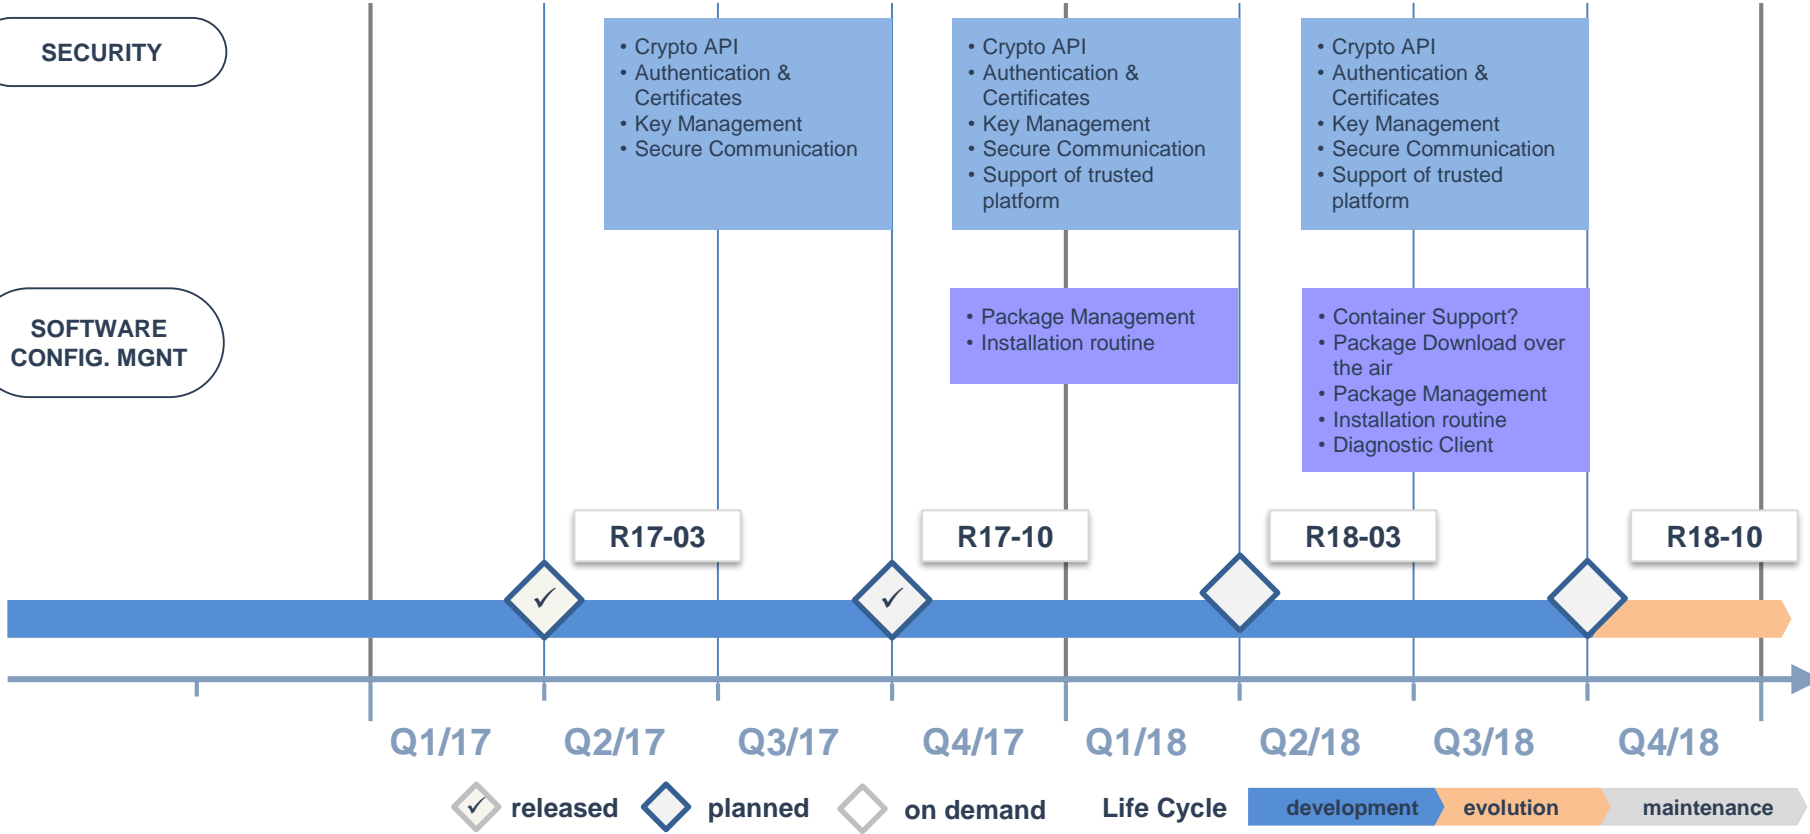 SECURITY
• Crypto API
• Authentication &
Certificates
• Key Management
• Secure Communication
• Crypto API
• Authentication &
Certificates
• Key Management
• Secure Communication
• Support of trusted
platform
• Crypto API
• Authentication &
Certificates
• Key Management
• Secure Communication
• Support of trusted
platform
SOFTWARE
CONFIG. MGNT
• Package Management
• Installation routine
• Container Support?
• Package Download over
the air
• Package Management
• Installation routine
• Diagnostic Client
R17-03
R17-10
R18-03
R18-10
Q1/17
Q2/17
Q3/17
Q4/17
Q1/18
Q2/18
Q3/18
Q4/18
released
planned
on demand
Life Cycle
development
evolution
maintenance